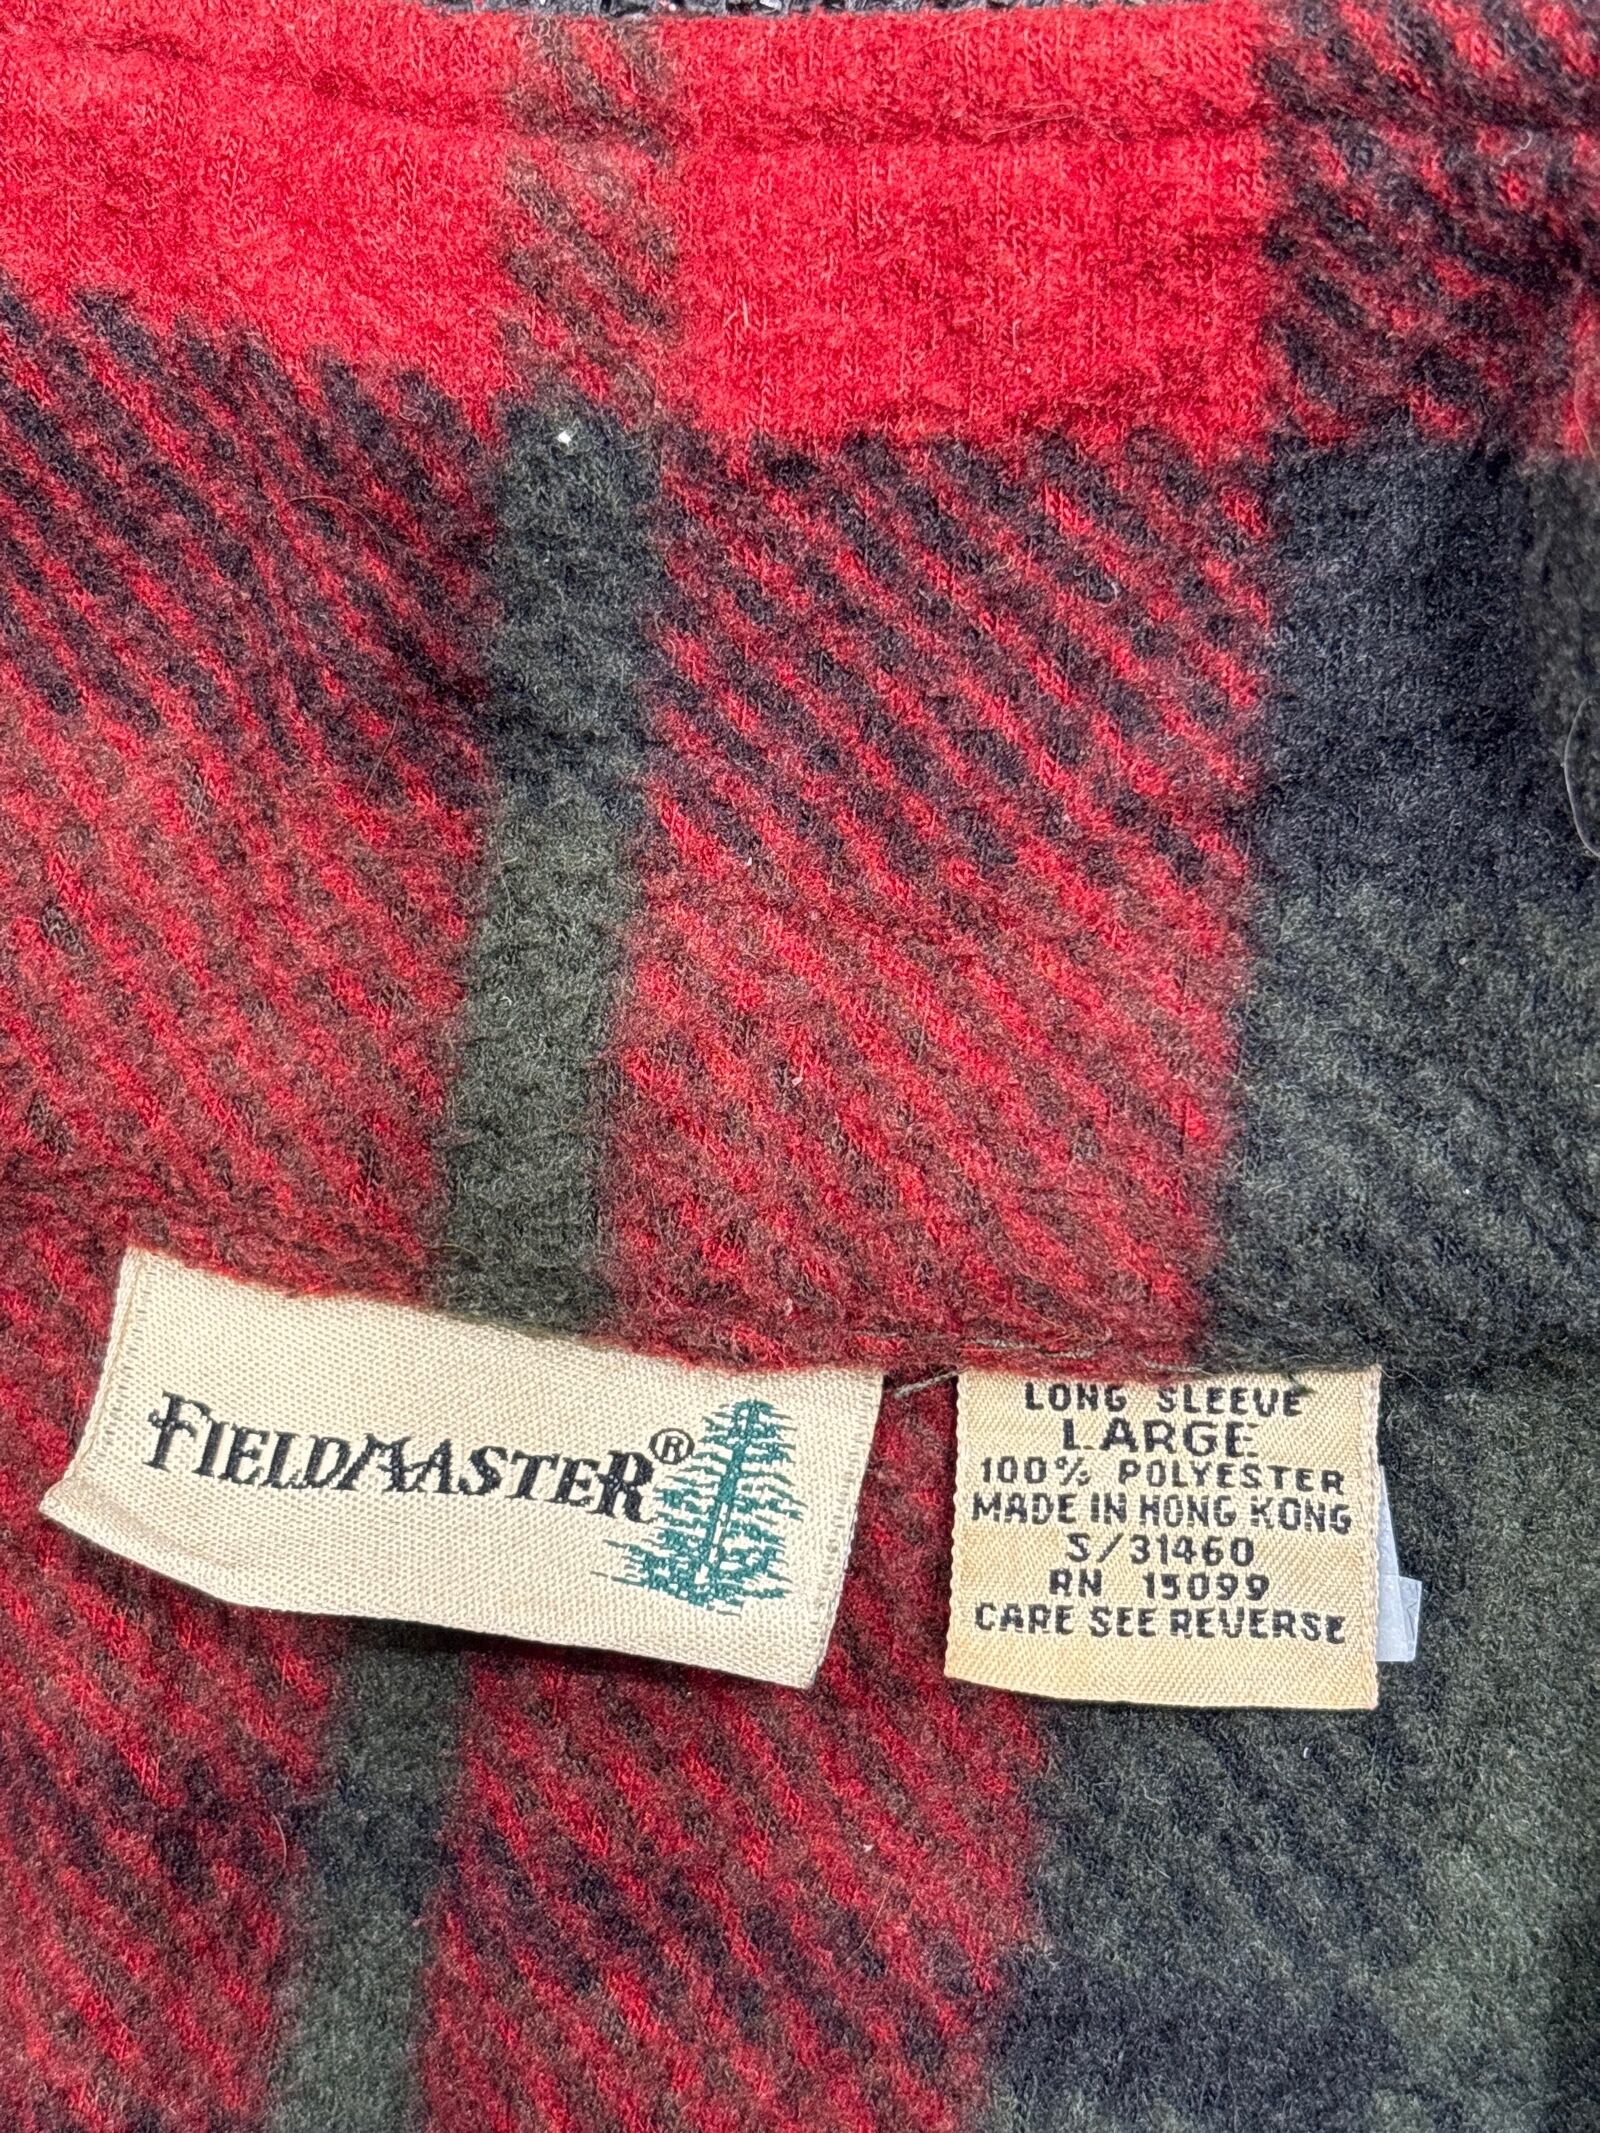 FIELDMASTER®
LONG SLEEVE
LARGE
100% POLYESTER
MADE IN HONG KONG
S/31460
RN 15099
CARE SEE REVERSE